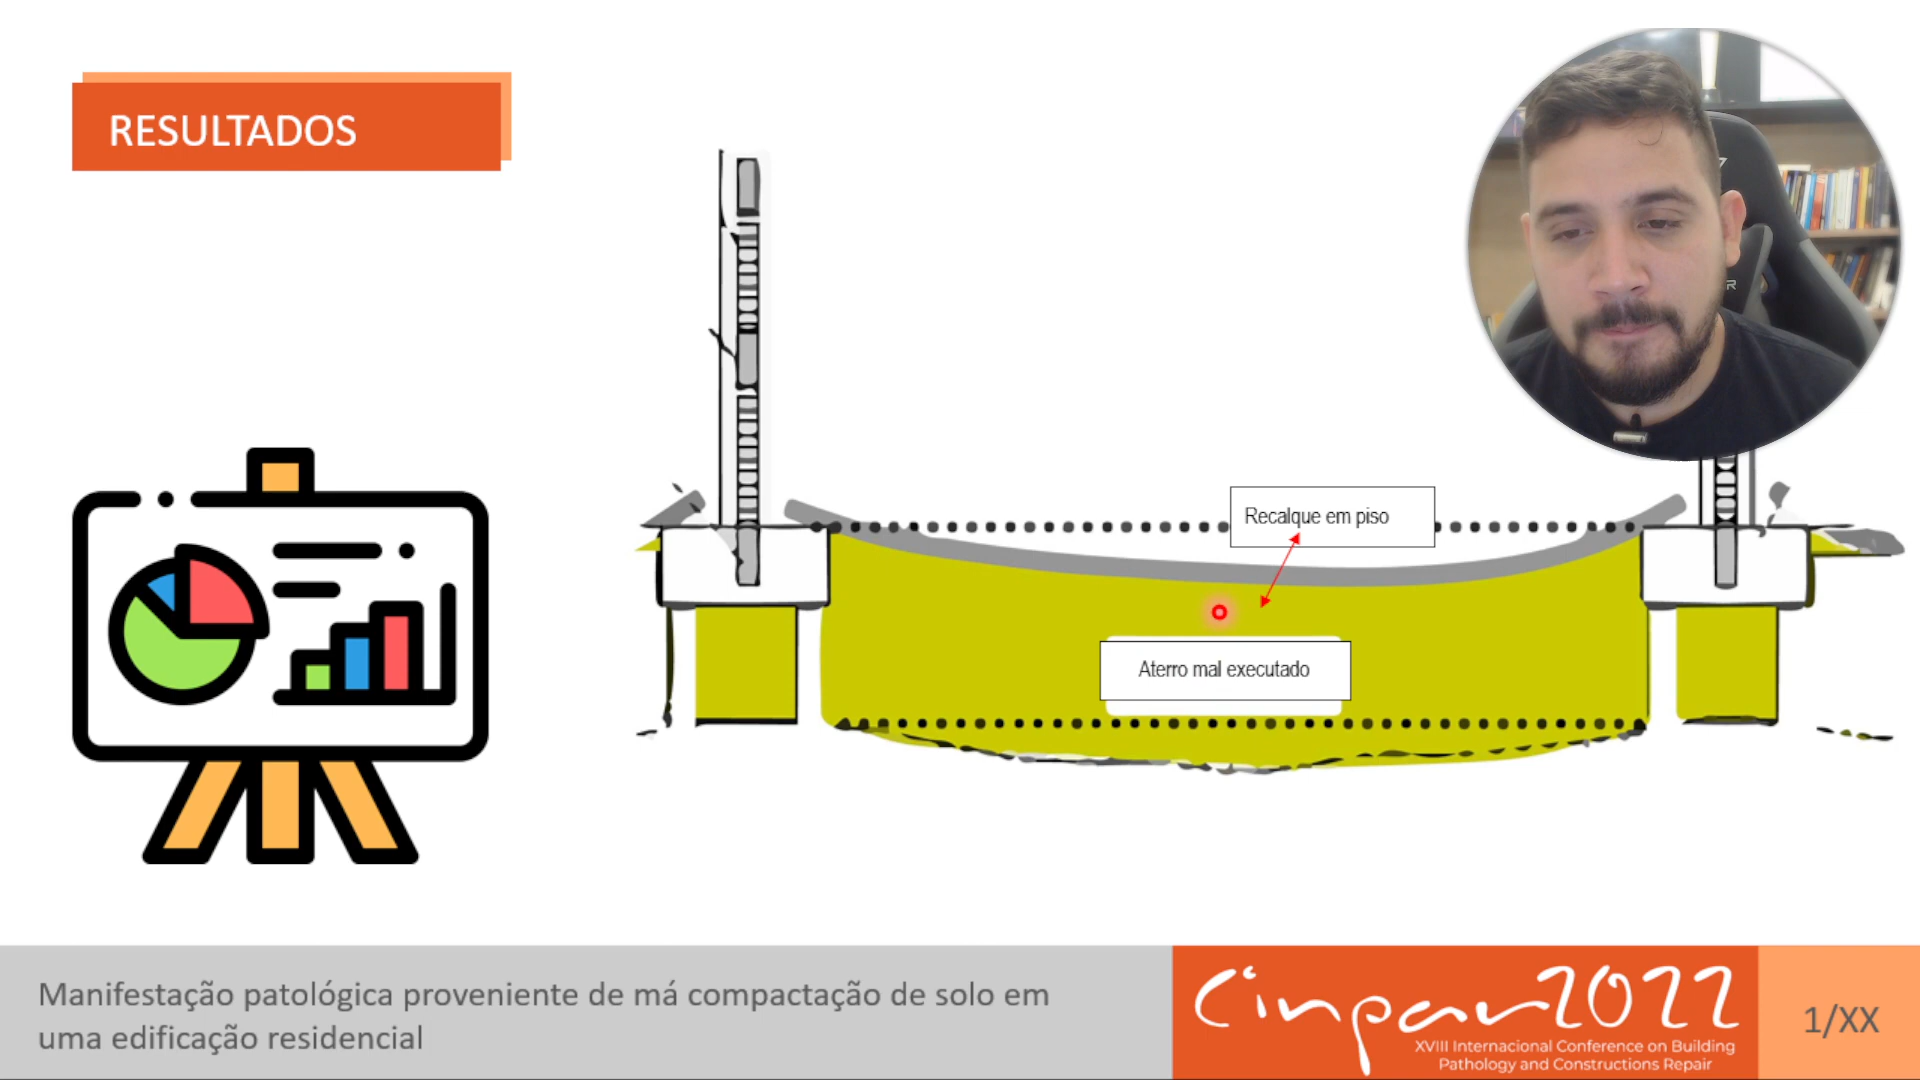 RESULTADOS
Recalque em piso
Aterro mal executado
Manifestação patológica proveniente de má compactação de solo em
uma edificação residencial
Cinpar2022
XVIII Internacional Conference on Building
Pathology and Constructions Repair
1/XX